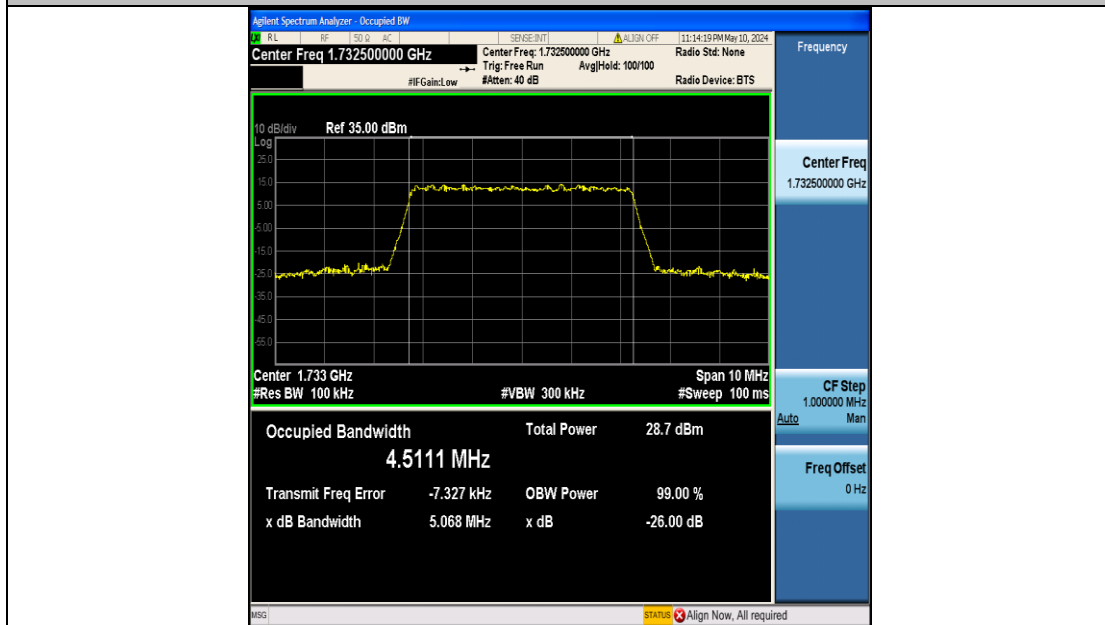 Agilent Spectrum Analyzer - Occupied BW
RL RF 50 Ω AC SENSE:INT ALIGN OFF 11:14:19 PM May 10, 2024
Center Freq 1.732500000 GHz
Center Freq: 1.732500000 GHz Radio Std: None
Trig: Free Run Avg|Hold: 100/100
#IFGain:Low #Atten: 40 dB Radio Device: BTS
Frequency
10 dB/div Ref 35.00 dBm
Log
25.0
15.0
5.00
-5.00
-15.0
-25.0
-35.0
-45.0
-55.0
Center 1.733 GHz Span 10 MHz
#Res BW 100 kHz #VBW 300 kHz #Sweep 100 ms
Occupied Bandwidth Total Power 28.7 dBm
4.5111 MHz
Transmit Freq Error -7.327 kHz OBW Power 99.00 %
x dB Bandwidth 5.068 MHz x dB -26.00 dB
Center Freq
1.732500000 GHz
CF Step
1.000000 MHz
Auto Man
Freq Offset
0 Hz
MSG STATUS Align Now, All required